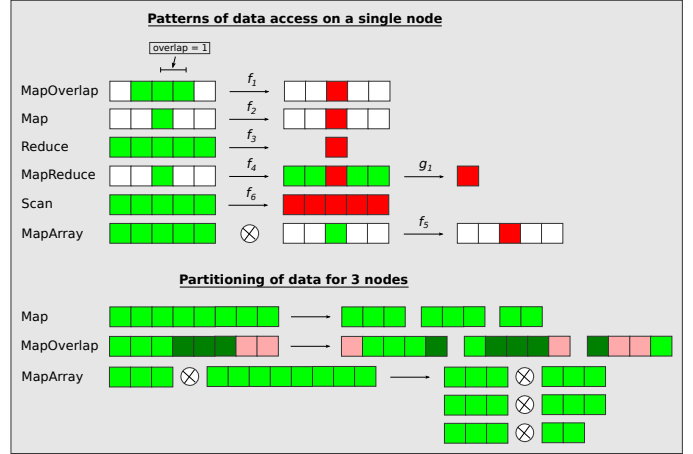 Patterns of data access on a single node
overlap = 1
MapOverlap f1
Map f2
Reduce f3
MapReduce f4 g1
Scan f6
MapArray f5
Partitioning of data for 3 nodes
Map
MapOverlap
MapArray